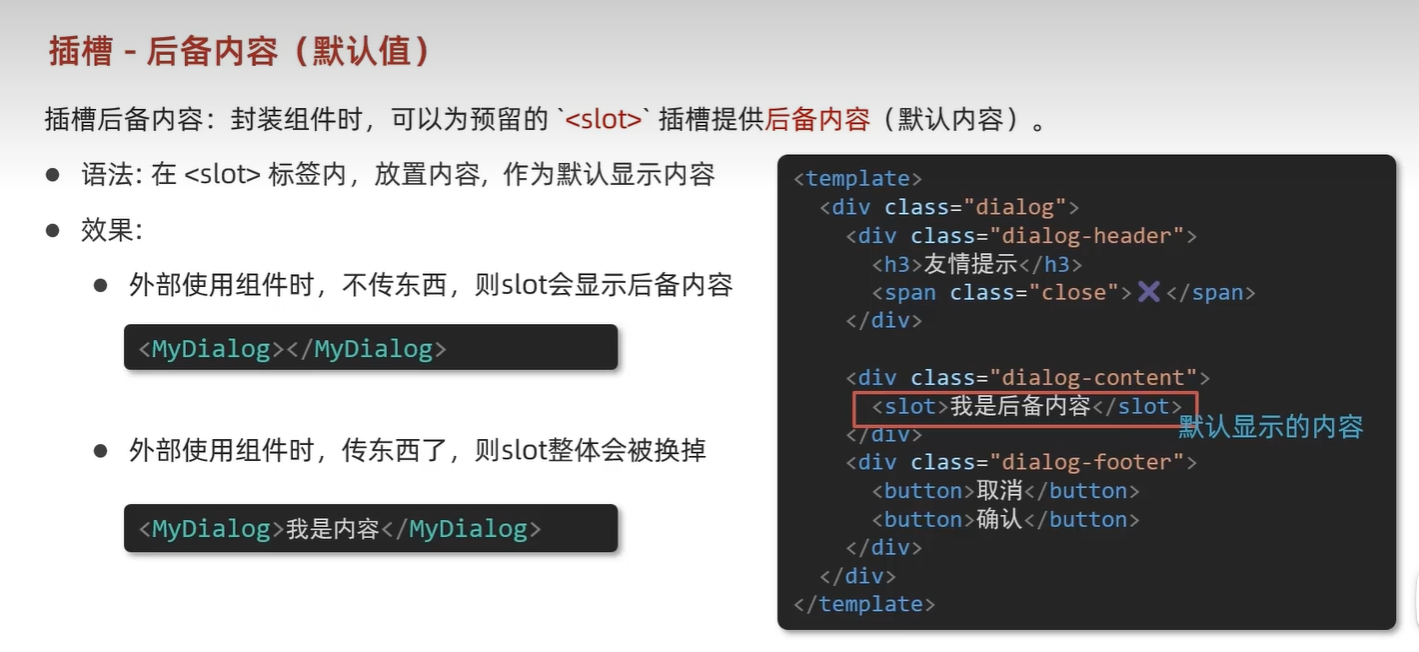 插槽 - 后备内容（默认值）
插槽后备内容：封装组件时，可以为预留的 `<slot>` 插槽提供后备内容（默认内容）。
● 语法: 在 <slot> 标签内，放置内容, 作为默认显示内容
● 效果:
● 外部使用组件时，不传东西，则slot会显示后备内容
<MyDialog></MyDialog>
● 外部使用组件时，传东西了，则slot整体会被换掉
<MyDialog>我是内容</MyDialog>
<template>
<div class="dialog">
<div class="dialog-header">
<h3>友情提示</h3>
<span class="close">✖️</span>
</div>
<div class="dialog-content">
<slot>我是后备内容</slot>
默认显示的内容
</div>
<div class="dialog-footer">
<button>取消</button>
<button>确认</button>
</div>
</div>
</template>